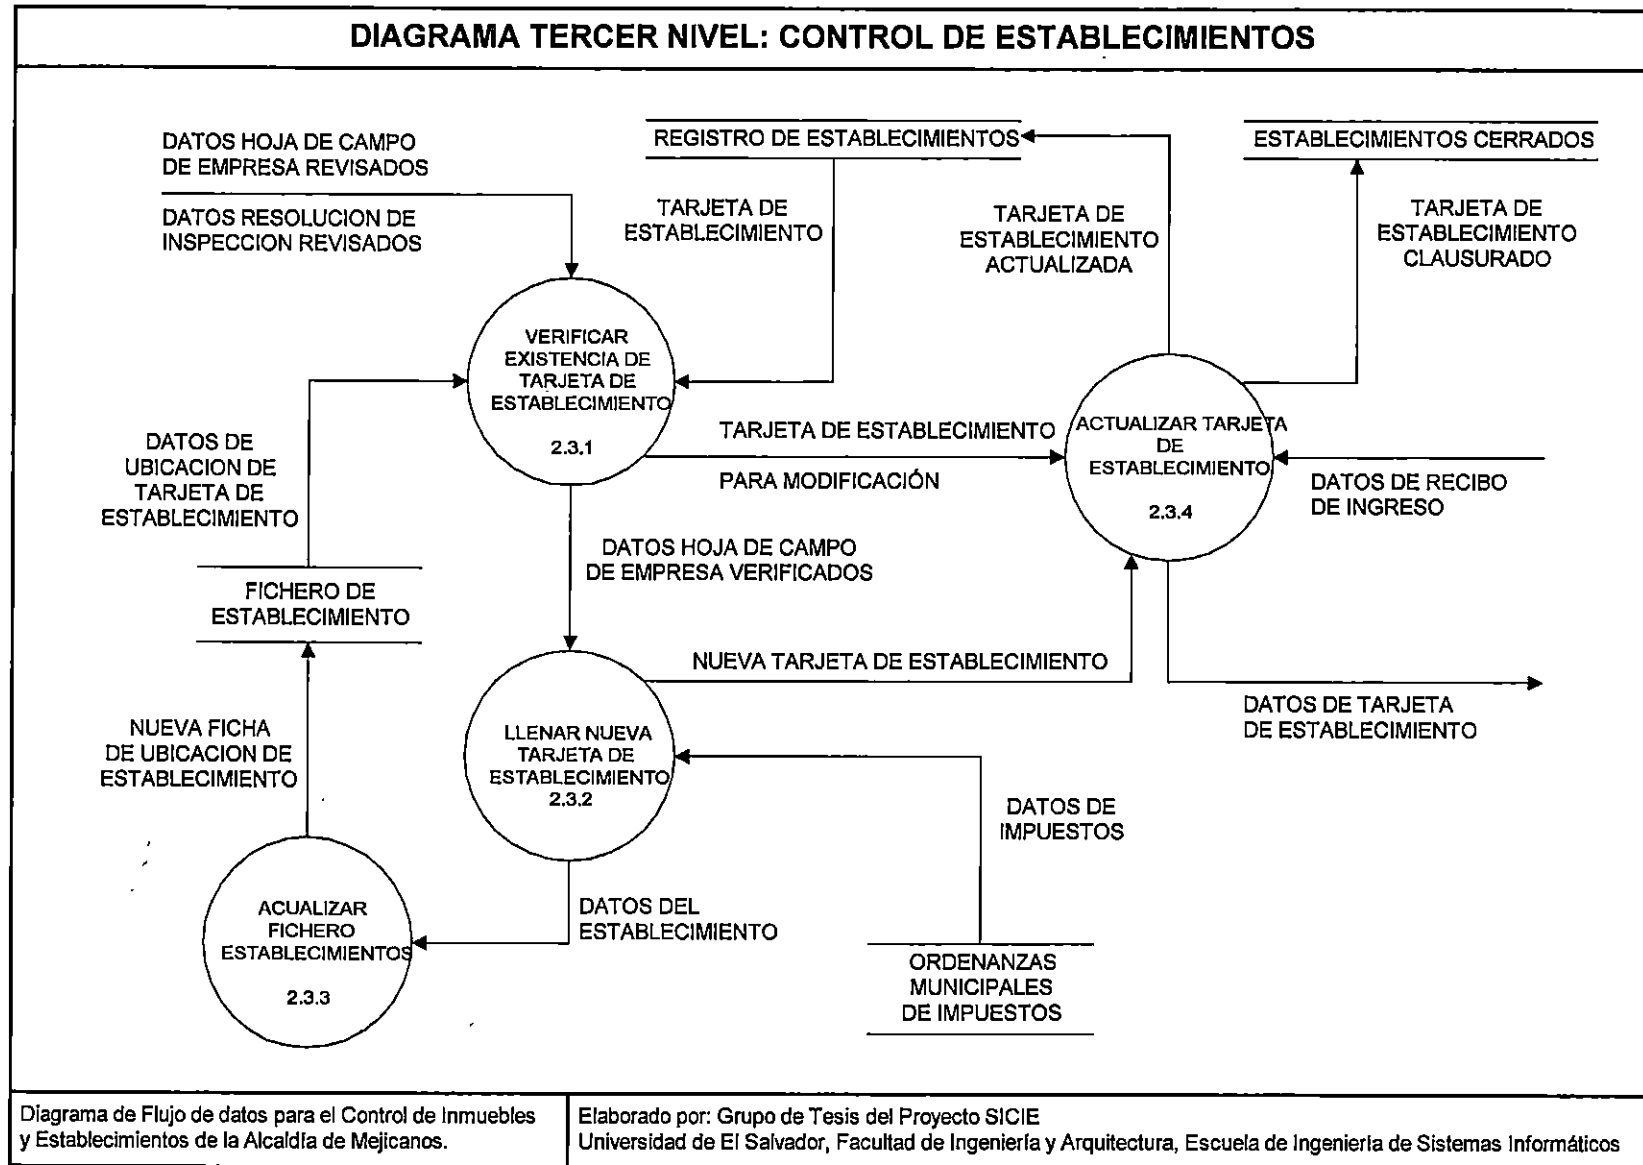 DIAGRAMA TERCER NIVEL: CONTROL DE ESTABLECIMIENTOS
DATOS HOJA DE CAMPO
DE EMPRESA REVISADOS
DATOS RESOLUCION DE
INSPECCION REVISADOS
REGISTRO DE ESTABLECIMIENTOS
ESTABLECIMIENTOS CERRADOS
TARJETA DE
ESTABLECIMIENTO
TARJETA DE
ESTABLECIMIENTO
ACTUALIZADA
TARJETA DE
ESTABLECIMIENTO
CLAUSURADO
VERIFICAR
EXISTENCIA DE
TARJETA DE
ESTABLECIMIENTO
2.3.1
TARJETA DE ESTABLECIMIENTO
PARA MODIFICACIÓN
ACTUALIZAR TARJETA
DE
ESTABLECIMIENTO
2.3.4
DATOS DE RECIBO
DE INGRESO
DATOS DE
UBICACION DE
TARJETA DE
ESTABLECIMIENTO
DATOS HOJA DE CAMPO
DE EMPRESA VERIFICADOS
FICHERO DE
ESTABLECIMIENTO
NUEVA TARJETA DE ESTABLECIMIENTO
DATOS DE TARJETA
DE ESTABLECIMIENTO
NUEVA FICHA
DE UBICACION DE
ESTABLECIMIENTO
LLENAR NUEVA
TARJETA DE
ESTABLECIMIENTO
2.3.2
DATOS DE
IMPUESTOS
DATOS DEL
ESTABLECIMIENTO
ACUALIZAR
FICHERO
ESTABLECIMIENTOS
2.3.3
ORDENANZAS
MUNICIPALES
DE IMPUESTOS
Diagrama de Flujo de datos para el Control de Inmuebles
y Establecimientos de la Alcaldía de Mejicanos.
Elaborado por: Grupo de Tesis del Proyecto SICIE
Universidad de El Salvador, Facultad de Ingeniería y Arquitectura, Escuela de Ingeniería de Sistemas Informáticos